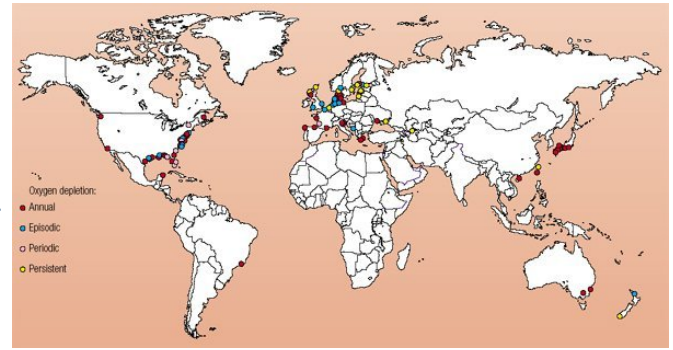 Oxygen depletion:
Annual
Episodic
Periodic
Persistent